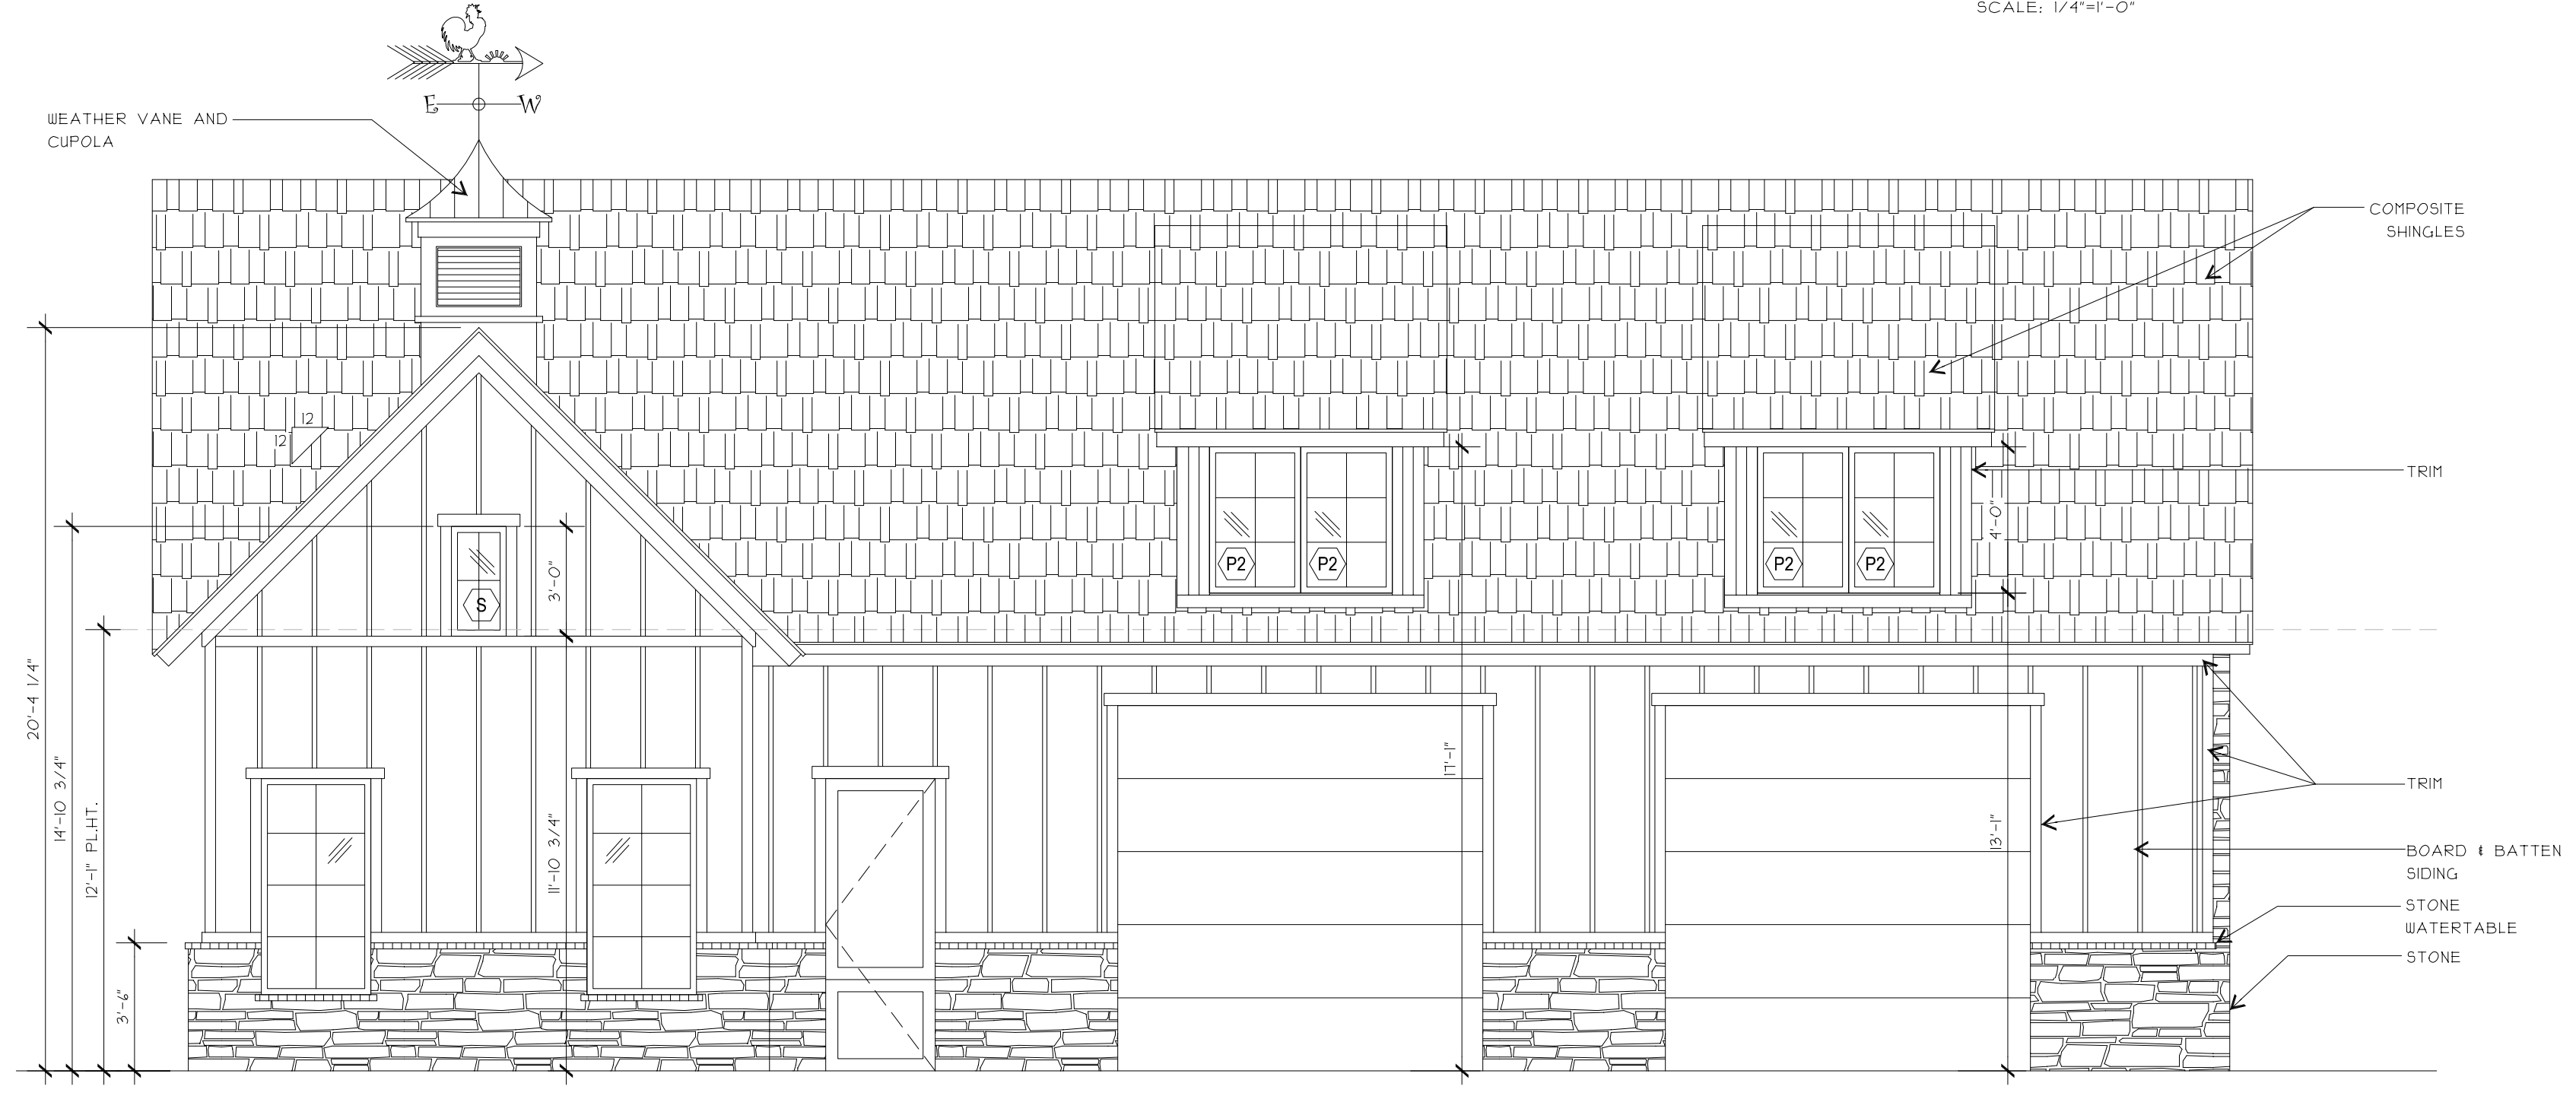 SCALE: 1/4"=1'-0"
E W
WEATHER VANE AND
CUPOLA
COMPOSITE
SHINGLES
12
12
TRIM
4'-0"
P2
P2
P2
P2
3'-0"
S
20'-4 1/4"
14'-10 3/4"
12'-1" PL.HT.
3'-6"
11'-10 3/4"
17'-1"
13'-1"
TRIM
BOARD & BATTEN
SIDING
STONE
WATERTABLE
STONE